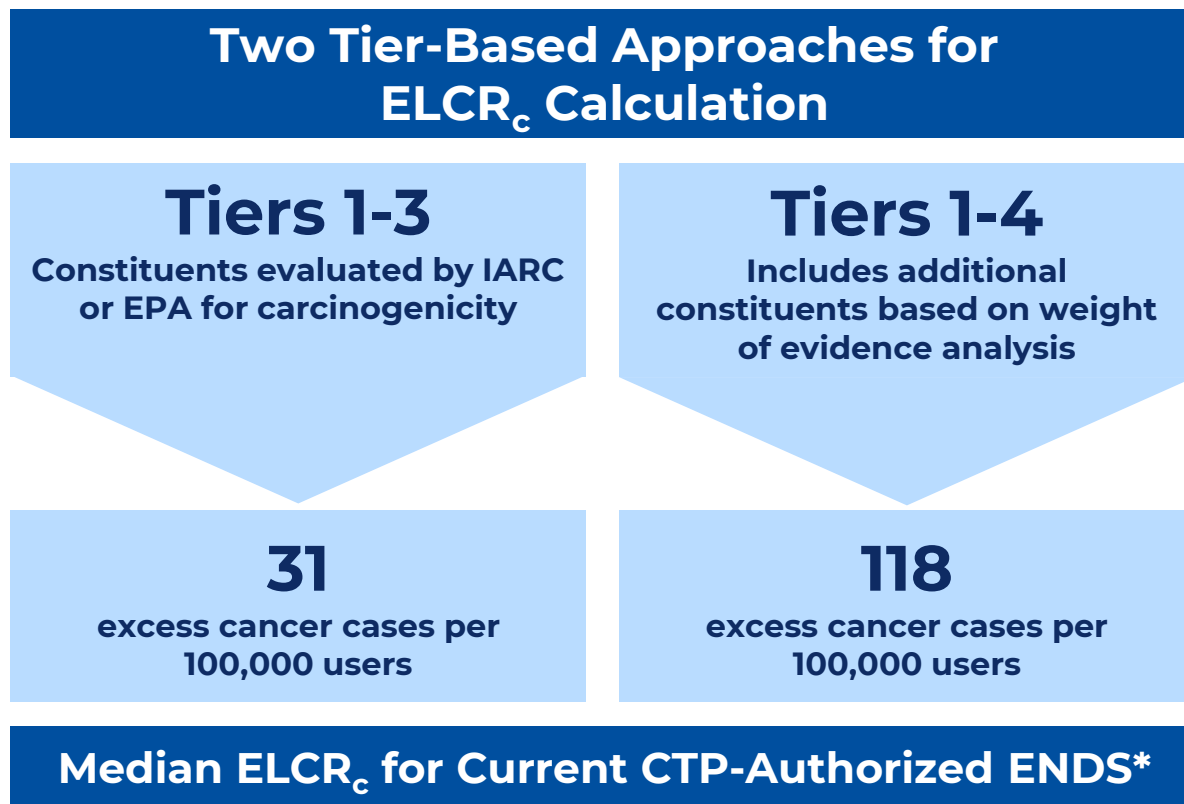 Two Tier-Based Approaches for
ELCRc Calculation
Tiers 1-3
Constituents evaluated by IARC
or EPA for carcinogenicity
Tiers 1-4
Includes additional
constituents based on weight
of evidence analysis
31
excess cancer cases per
100,000 users
118
excess cancer cases per
100,000 users
Median ELCRc for Current CTP-Authorized ENDS*